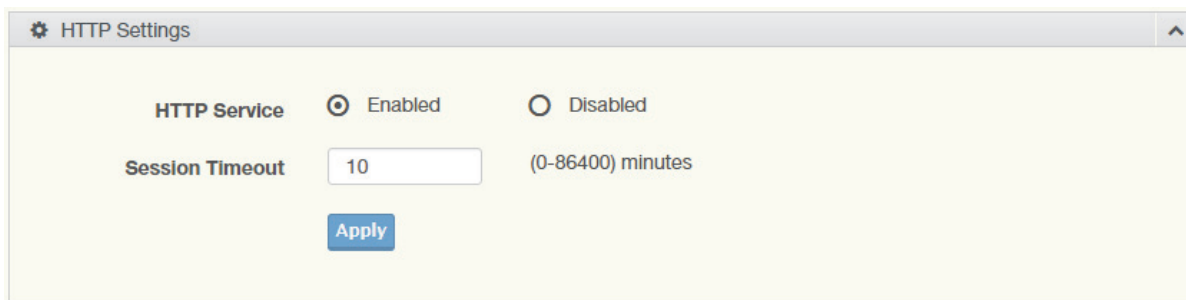 HTTP Settings
HTTP Service Enabled Disabled
Session Timeout 10 (0-86400) minutes
Apply